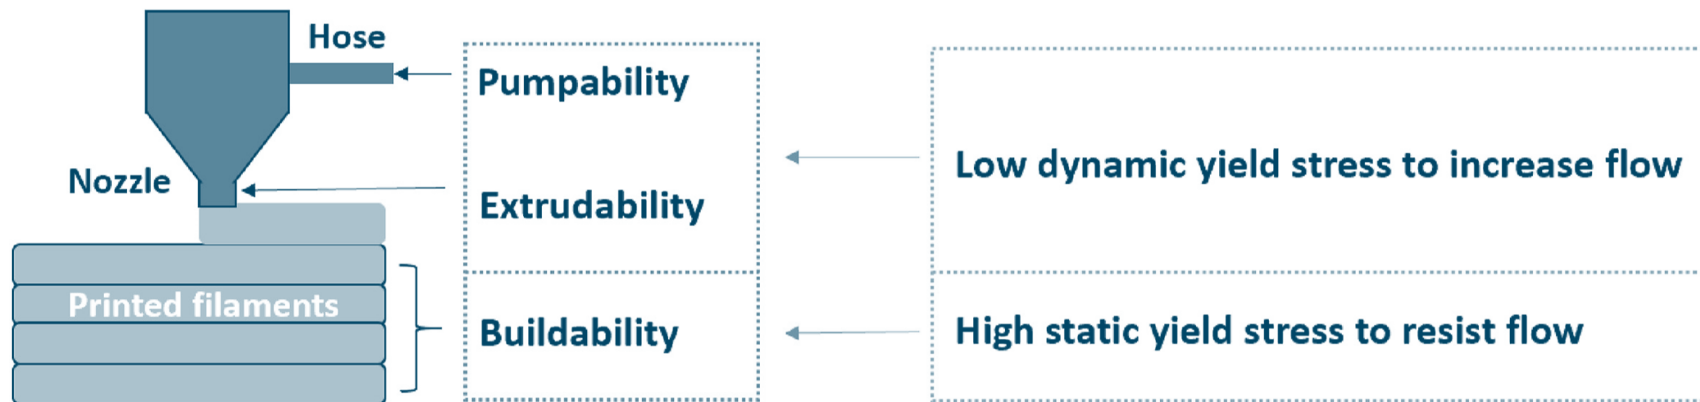 Hose
Nozzle
Printed filaments
Pumpability
Extrudability
Buildability
Low dynamic yield stress to increase flow
High static yield stress to resist flow